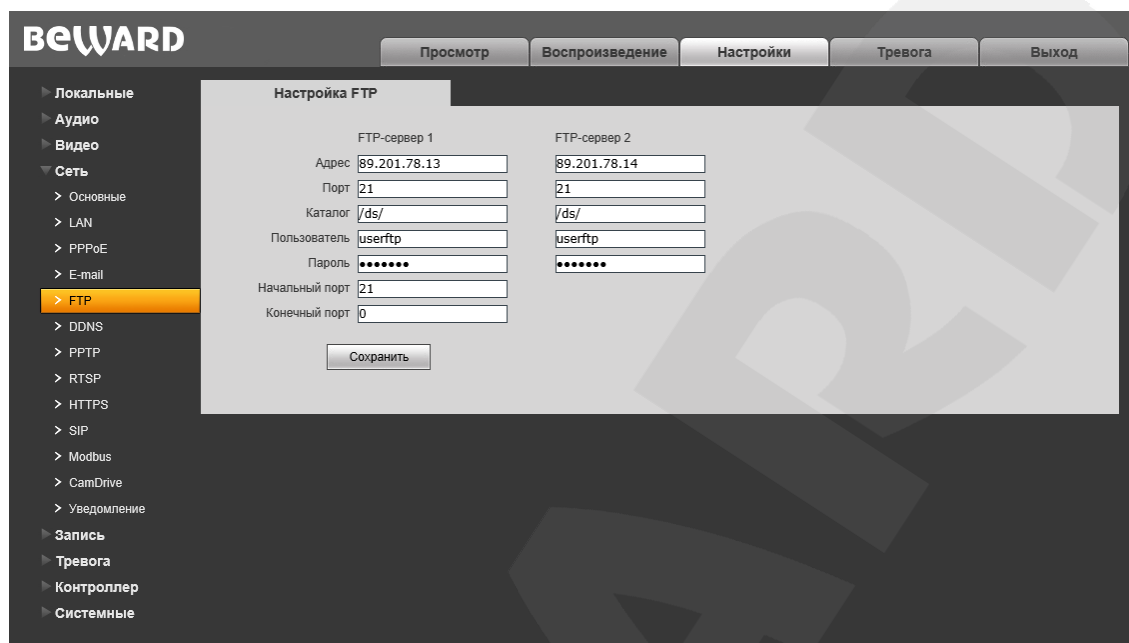 BEWARD
Просмотр
Воспроизведение
Настройки
Тревога
Выход
Локальные
Аудио
Видео
Сеть
Основные
LAN
PPPoE
E-mail
FTP
DDNS
PPTP
RTSP
HTTPS
SIP
Modbus
CamDrive
Уведомление
Запись
Тревога
Контроллер
Системные
Настройка FTP
FTP-сервер 1 FTP-сервер 2
Адрес 89.201.78.13 89.201.78.14
Порт 21 21
Каталог /ds/ /ds/
Пользователь userftp userftp
Пароль ●●●●●●● ●●●●●●●
Начальный порт 21
Конечный порт 0
Сохранить